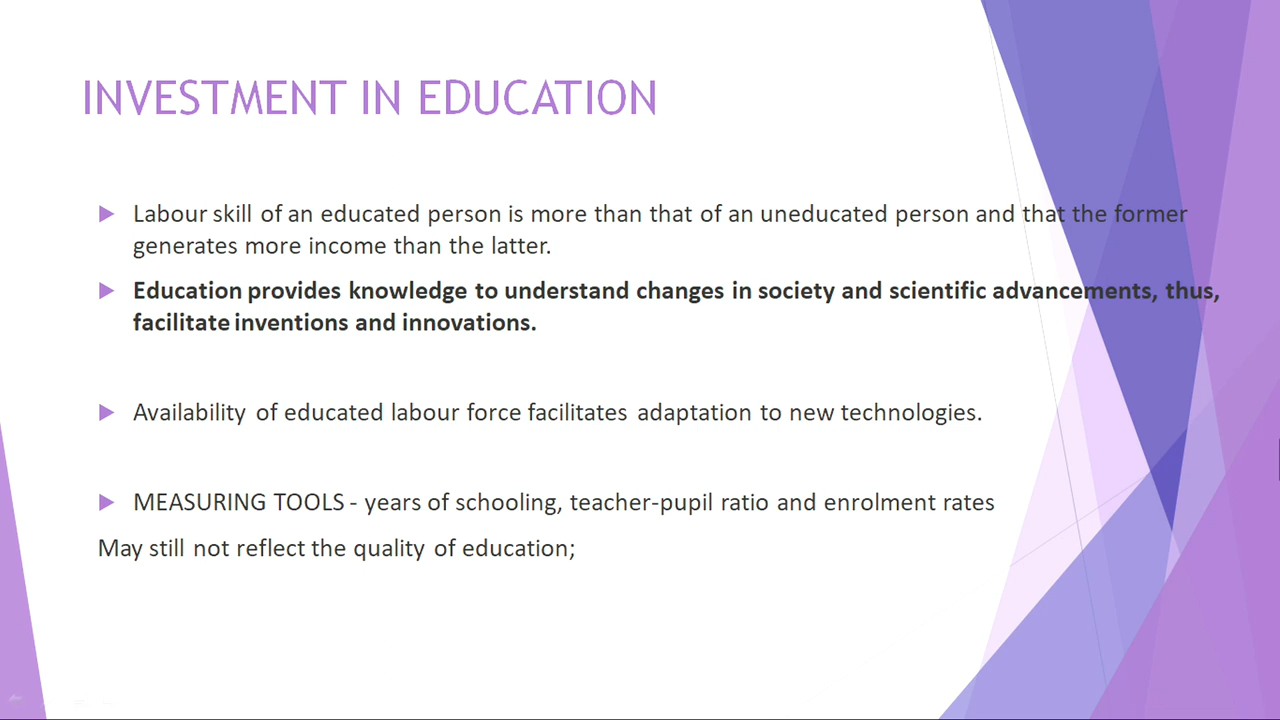 INVESTMENT IN EDUCATION
Labour skill of an educated person is more than that of an uneducated person and that the former
generates more income than the latter.
Education provides knowledge to understand changes in society and scientific advancements, thus,
facilitate inventions and innovations.
Availability of educated labour force facilitates adaptation to new technologies.
MEASURING TOOLS - years of schooling, teacher-pupil ratio and enrolment rates
May still not reflect the quality of education;